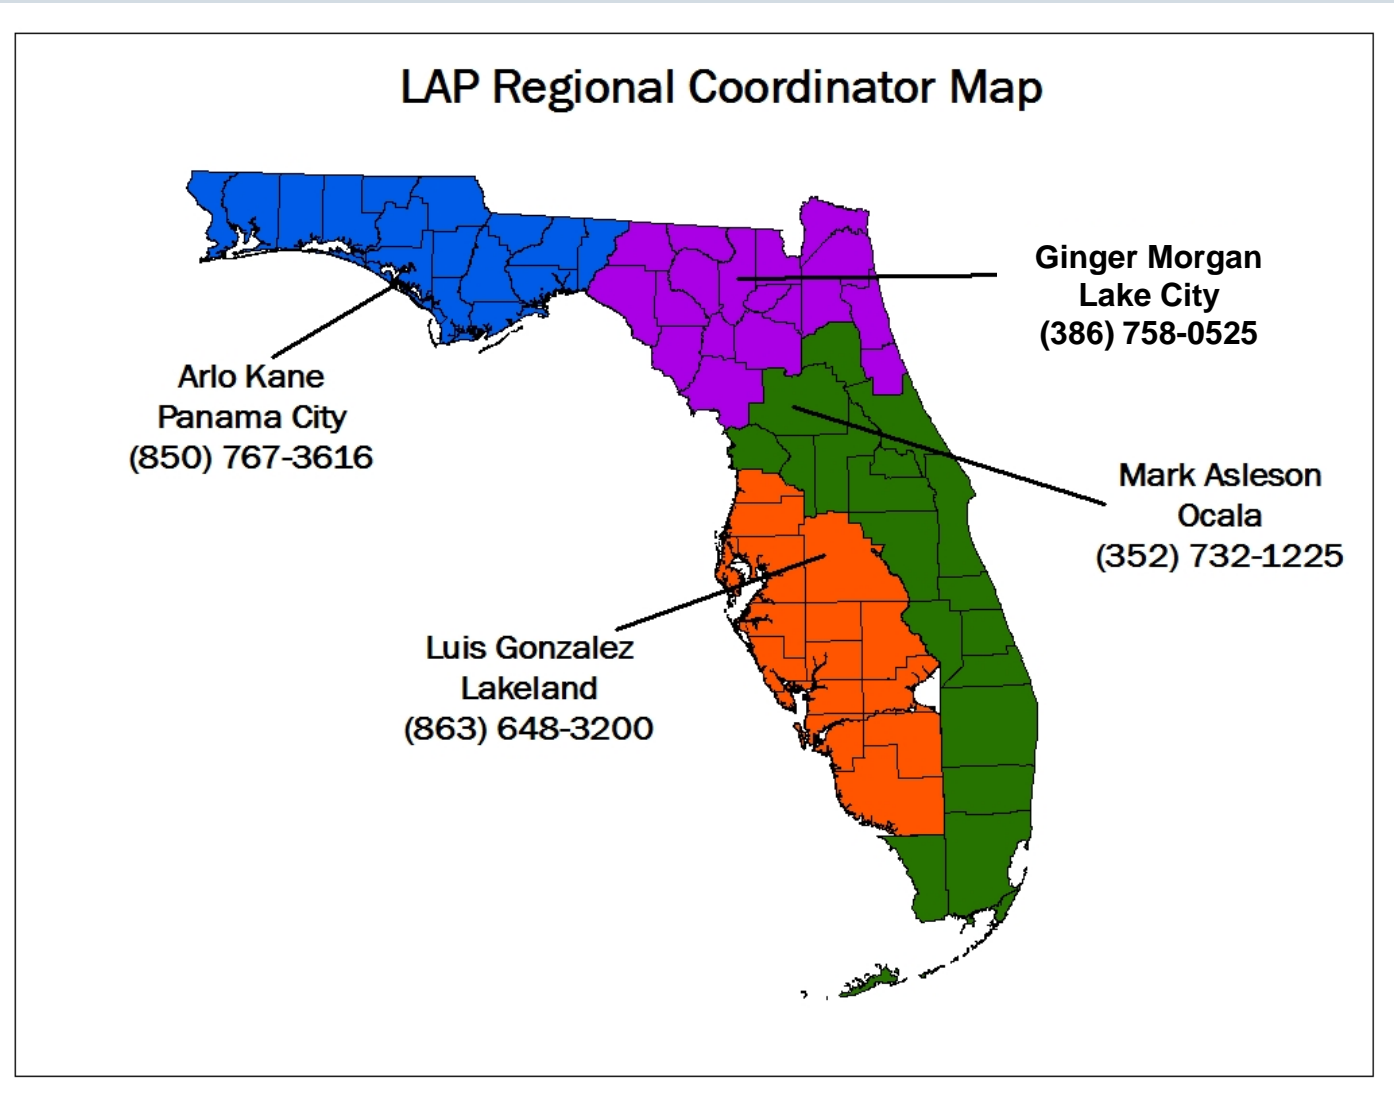 LAP Regional Coordinator Map
Ginger Morgan
Lake City
(386) 758-0525
Arlo Kane
Panama City
(850) 767-3616
Mark Asleson
Ocala
(352) 732-1225
Luis Gonzalez
Lakeland
(863) 648-3200